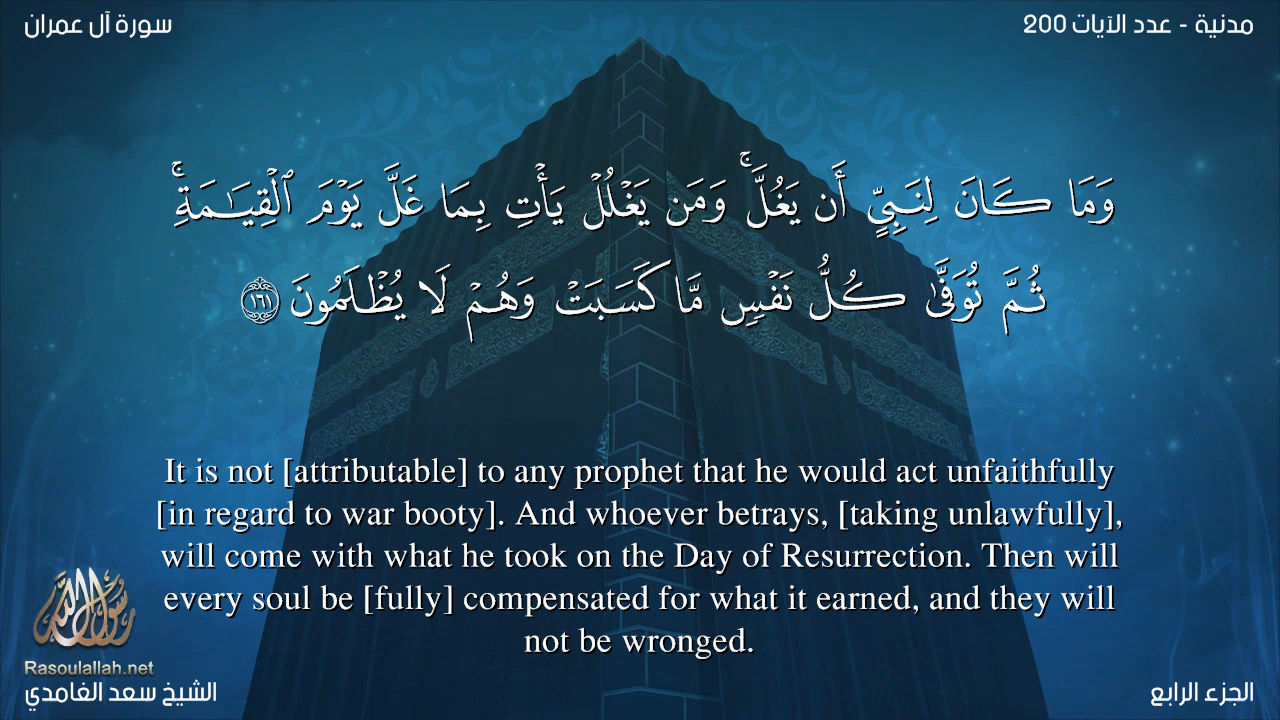 مدنية - عدد الآيات 200
سورة آل عمران
وَمَا كَانَ لِنَبِيٍّ أَن يَغُلَّ ۚ وَمَن يَغْلُلْ يَأْتِ بِمَا غَلَّ يَوْمَ ٱلْقِيَـٰمَةِ ۚ
ثُمَّ تُوَفَّىٰ كُلُّ نَفْسٍ مَّا كَسَبَتْ وَهُمْ لَا يُظْلَمُونَ ١٦١
It is not [attributable] to any prophet that he would act unfaithfully
[in regard to war booty]. And whoever betrays, [taking unlawfully],
will come with what he took on the Day of Resurrection. Then will
every soul be [fully] compensated for what it earned, and they will
not be wronged.
رسول الله
Rasoulallah.net
الشيخ سعد الغامدي
الجزء الرابع